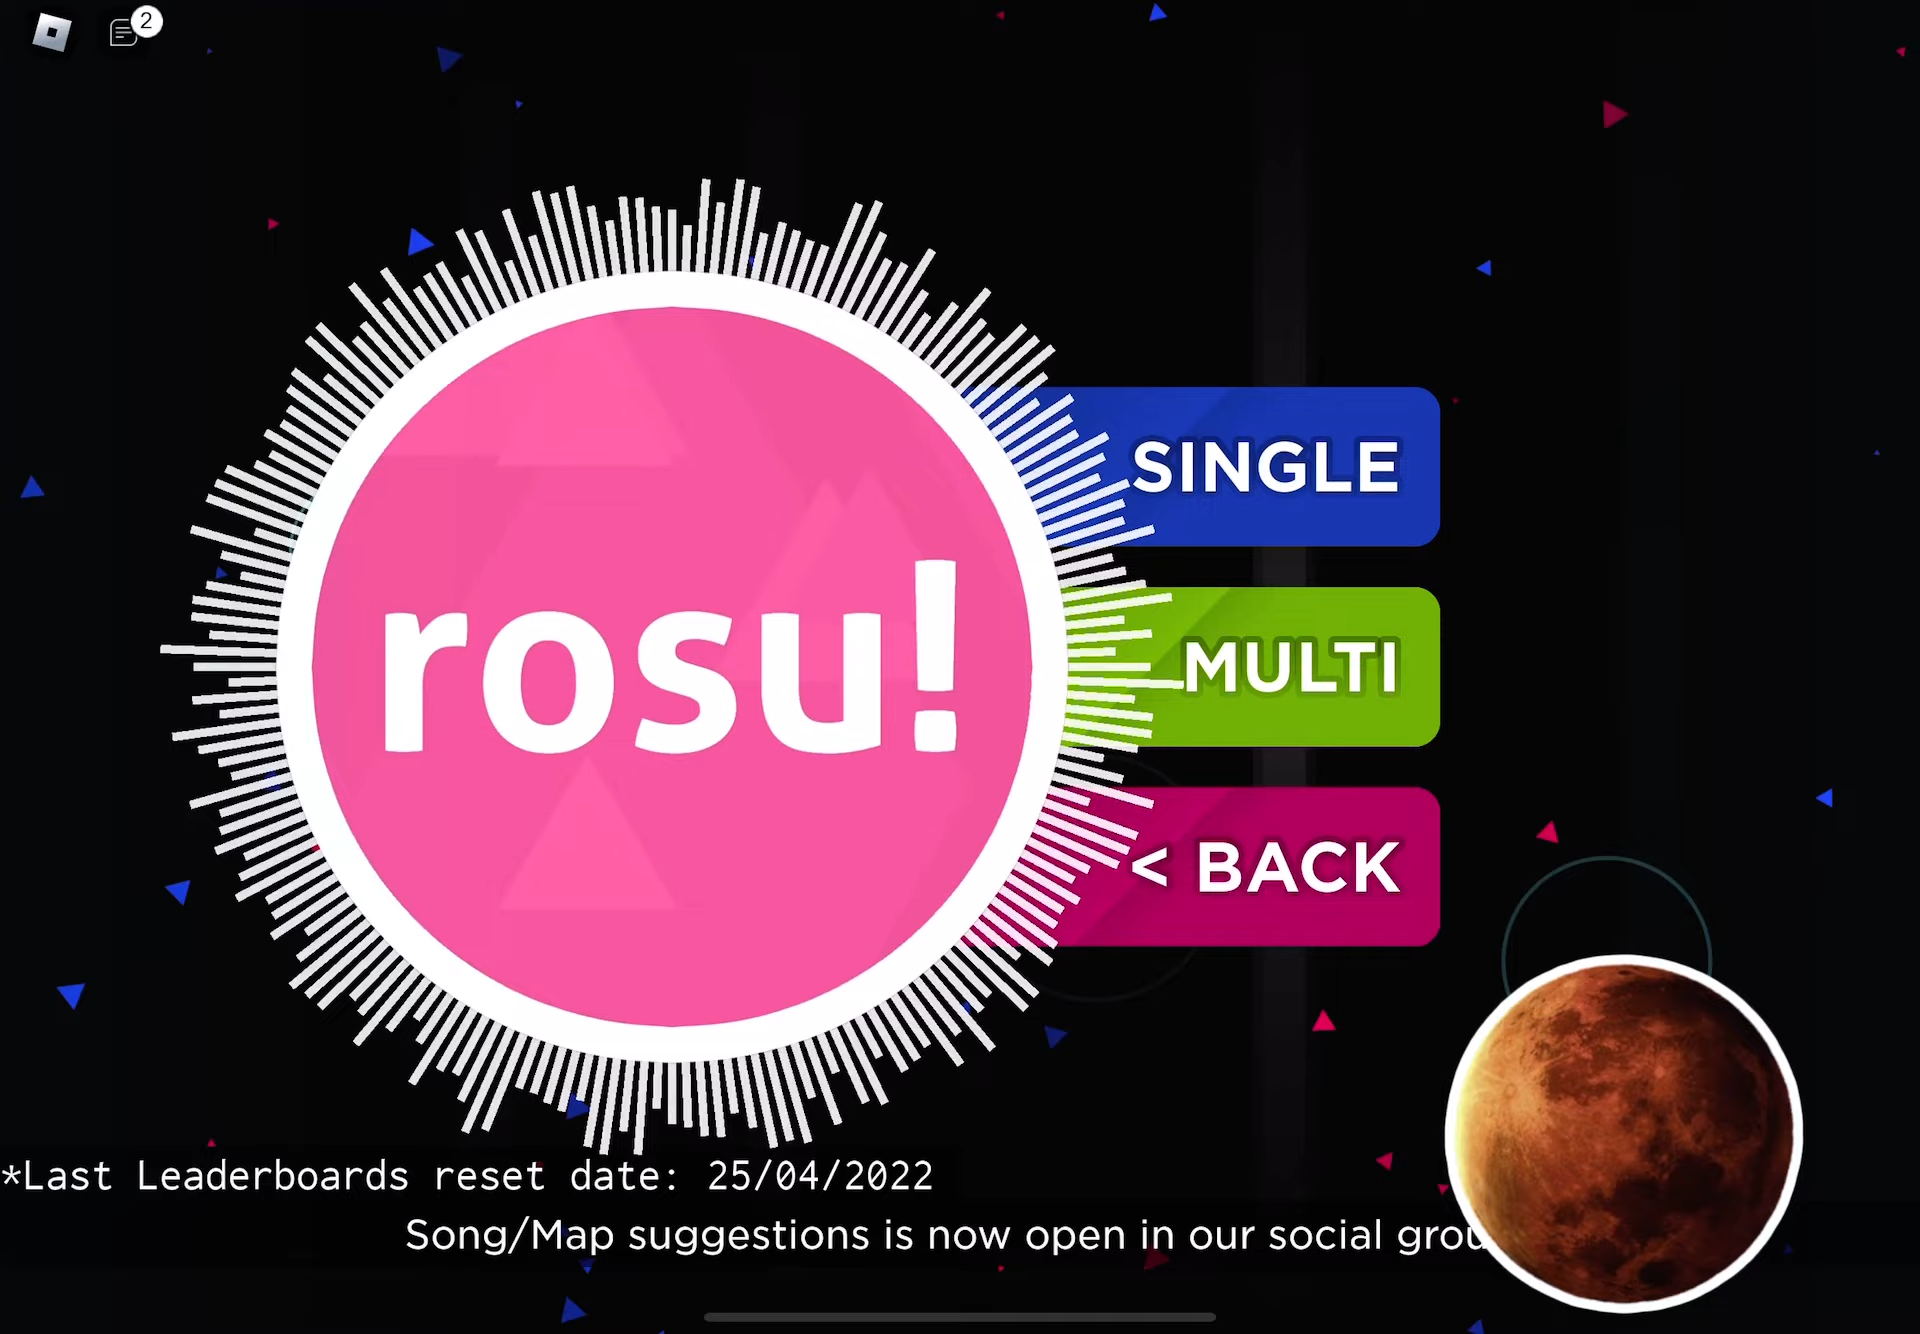 2
rosu!
SINGLE
MULTI
< BACK
*Last Leaderboards reset date: 25/04/2022
Song/Map suggestions is now open in our social